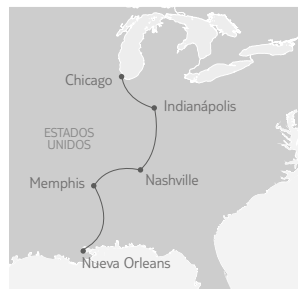 Chicago
Indianápolis
ESTADOS
UNIDOS
Memphis
Nashville
Nueva Orleans